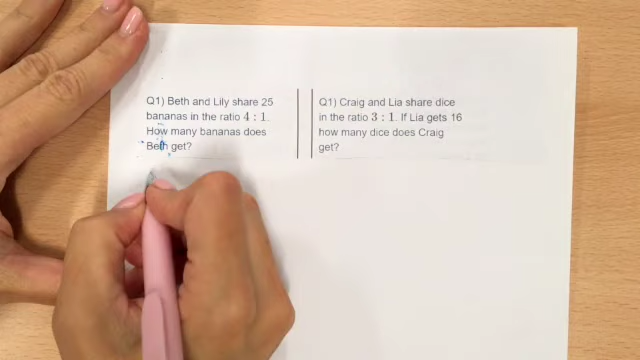 Q1) Beth and Lily share 25
bananas in the ratio 4 : 1.
How many bananas does
Beth get?
Q1) Craig and Lia share dice
in the ratio 3 : 1. If Lia gets 16
how many dice does Craig
get?